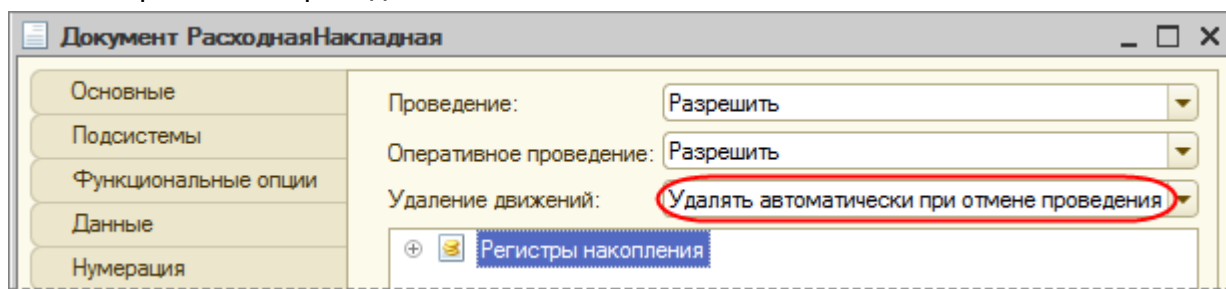 Документ РасходнаяНакладная
Основные
Проведение: Разрешить
Подсистемы
Оперативное проведение: Разрешить
Функциональные опции
Удаление движений: Удалять автоматически при отмене проведения
Данные
Регистры накопления
Нумерация